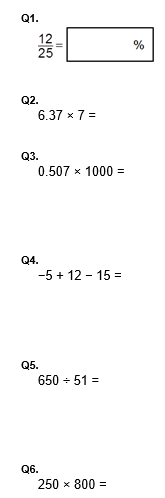 Q1.
12/25 = %
Q2.
6.37 × 7 =
Q3.
0.507 × 1000 =
Q4.
−5 + 12 − 15 =
Q5.
650 ÷ 51 =
Q6.
250 × 800 =